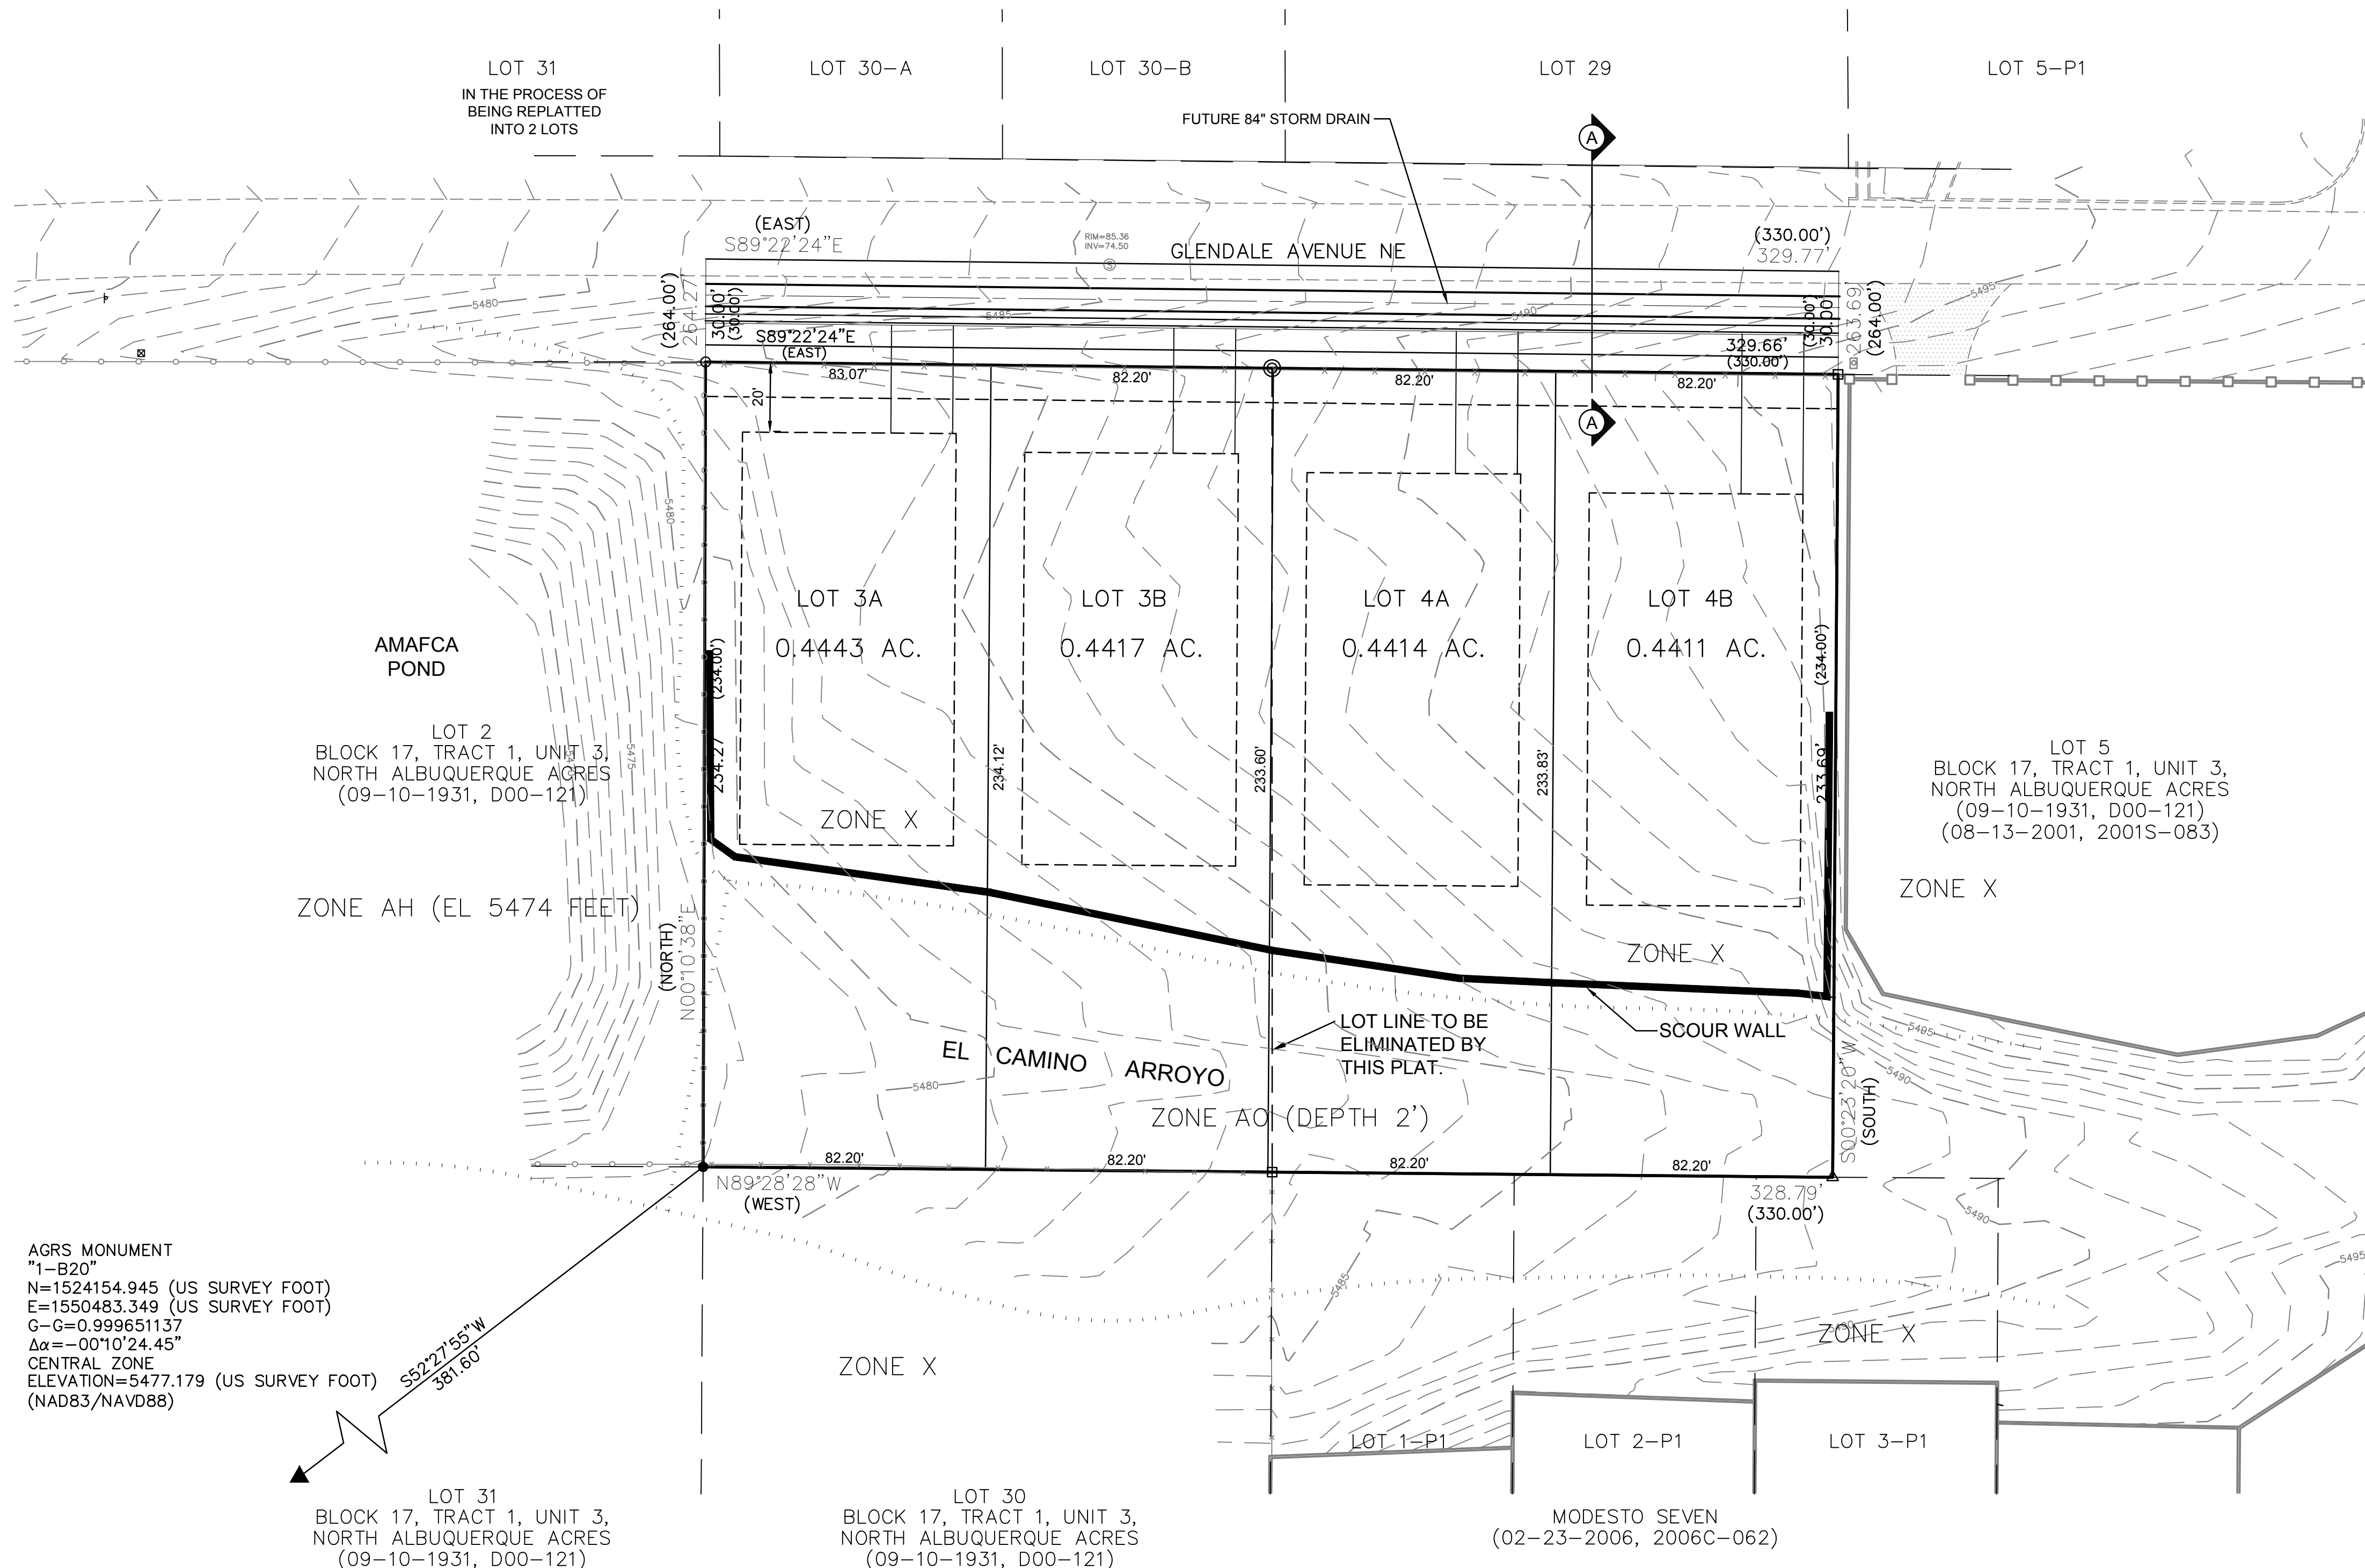 LOT 31
IN THE PROCESS OF
BEING REPLATTED
INTO 2 LOTS
LOT 30-A
LOT 30-B
LOT 29
LOT 5-P1
FUTURE 84" STORM DRAIN
A
(EAST)
S89°22'24"E
RIM=85.36
INV=74.50
S
GLENDALE AVENUE NE
(330.00')
329.77'
(264.00')
264.27'
30.00'
(30.00')
5480
5485
5490
5495
(30.00')
30.00'
263.69'
(264.00')
S89°22'24"E
(EAST)
329.66'
(330.00')
83.07'
82.20'
82.20'
82.20'
20'
A
5480
LOT 3A
0.4443 AC.
LOT 3B
0.4417 AC.
LOT 4A
0.4414 AC.
LOT 4B
0.4411 AC.
AMAFCA
POND
(234.00')
234.27'
234.12'
233.60'
233.83'
(234.00')
233.69'
LOT 2
BLOCK 17, TRACT 1, UNIT 3,
NORTH ALBUQUERQUE ACRES
(09-10-1931, D00-121)
5475
LOT 5
BLOCK 17, TRACT 1, UNIT 3,
NORTH ALBUQUERQUE ACRES
(09-10-1931, D00-121)
(08-13-2001, 2001S-083)
ZONE X
ZONE X
ZONE AH (EL 5474 FEET)
(NORTH)
N00°10'38"E
ZONE X
LOT LINE TO BE
ELIMINATED BY
THIS PLAT.
SCOUR WALL
5495
5490
EL CAMINO ARROYO
5480
ZONE AO (DEPTH 2')
S00°23'20"W
(SOUTH)
82.20'
82.20'
82.20'
82.20'
N89°28'28"W
(WEST)
328.79'
(330.00')
5490
5495
5485
5490
AGRS MONUMENT
"1-B20"
N=1524154.945 (US SURVEY FOOT)
E=1550483.349 (US SURVEY FOOT)
G-G=0.999651137
Δα=-00°10'24.45"
CENTRAL ZONE
ELEVATION=5477.179 (US SURVEY FOOT)
(NAD83/NAVD88)
S52°27'55"W
381.60'
ZONE X
ZONE X
LOT 1-P1
LOT 2-P1
LOT 3-P1
LOT 31
BLOCK 17, TRACT 1, UNIT 3,
NORTH ALBUQUERQUE ACRES
(09-10-1931, D00-121)
LOT 30
BLOCK 17, TRACT 1, UNIT 3,
NORTH ALBUQUERQUE ACRES
(09-10-1931, D00-121)
MODESTO SEVEN
(02-23-2006, 2006C-062)